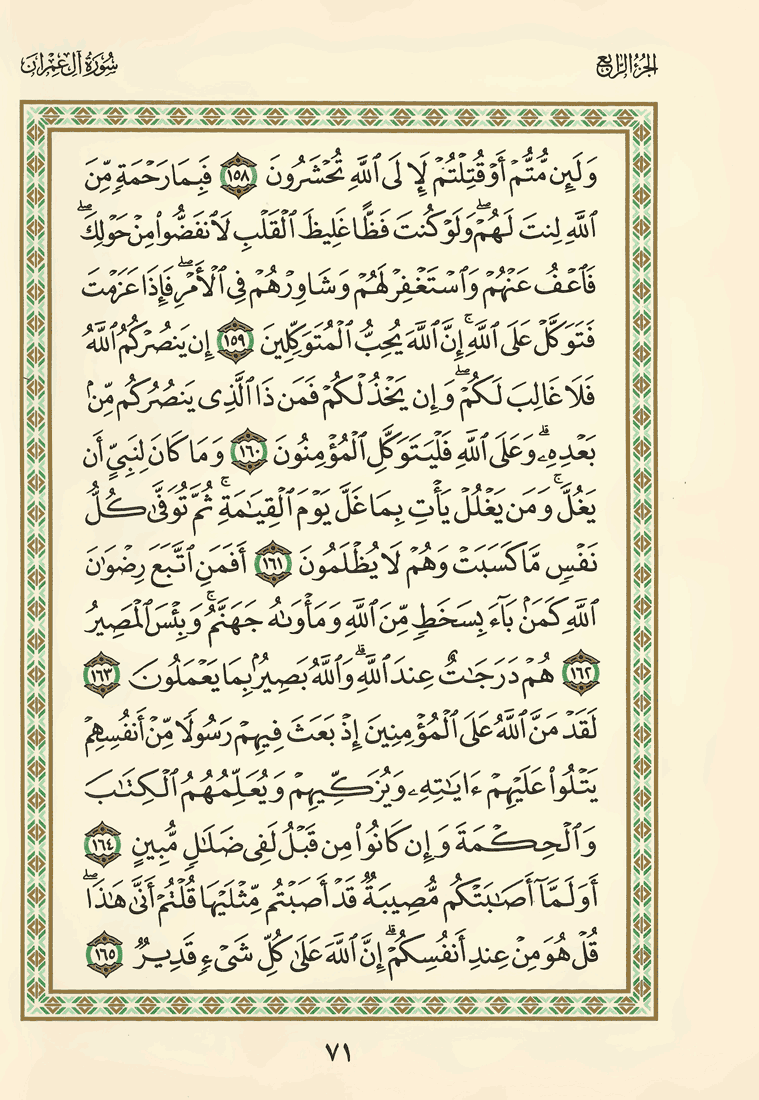 الجزء الرابع
سورة آل عمران
وَلَئِن مُّتُّمْ أَوْ قُتِلْتُمْ لَإِلَى ٱللَّهِ تُحْشَرُونَ ١٥٨ فَبِمَا رَحْمَةٍ مِّنَ
ٱللَّهِ لِنتَ لَهُمْ ۖ وَلَوْ كُنتَ فَظًّا غَلِيظَ ٱلْقَلْبِ لَٱنفَضُّوا۟ مِنْ حَوْلِكَ ۖ
فَٱعْفُ عَنْهُمْ وَٱسْتَغْفِرْ لَهُمْ وَشَاوِرْهُمْ فِى ٱلْأَمْرِ ۖ فَإِذَا عَزَمْتَ
فَتَوَكَّلْ عَلَى ٱللَّهِ ۚ إِنَّ ٱللَّهَ يُحِبُّ ٱلْمُتَوَكِّلِينَ ١٥٩ إِن يَنصُرْكُمُ ٱللَّهُ
فَلَا غَالِبَ لَكُمْ ۖ وَإِن يَخْذُلْكُمْ فَمَن ذَا ٱلَّذِى يَنصُرُكُم مِّنۢ
بَعْدِهِۦ ۗ وَعَلَى ٱللَّهِ فَلْيَتَوَكَّلِ ٱلْمُؤْمِنُونَ ١٦٠ وَمَا كَانَ لِنَبِىٍّ أَن
يَغُلَّ ۚ وَمَن يَغْلُلْ يَأْتِ بِمَا غَلَّ يَوْمَ ٱلْقِيَٰمَةِ ۚ ثُمَّ تُوَفَّىٰ كُلُّ
نَفْسٍ مَّا كَسَبَتْ وَهُمْ لَا يُظْلَمُونَ ١٦١ أَفَمَنِ ٱتَّبَعَ رِضْوَٰنَ
ٱللَّهِ كَمَنۢ بَآءَ بِسَخَطٍ مِّنَ ٱللَّهِ وَمَأْوَىٰهُ جَهَنَّمُ ۚ وَبِئْسَ ٱلْمَصِيرُ
١٦٢ هُمْ دَرَجَٰتٌ عِندَ ٱللَّهِ ۗ وَٱللَّهُ بَصِيرٌۢ بِمَا يَعْمَلُونَ ١٦٣
لَقَدْ مَنَّ ٱللَّهُ عَلَى ٱلْمُؤْمِنِينَ إِذْ بَعَثَ فِيهِمْ رَسُولًا مِّنْ أَنفُسِهِمْ
يَتْلُوا۟ عَلَيْهِمْ ءَايَٰتِهِۦ وَيُزَكِّيهِمْ وَيُعَلِّمُهُمُ ٱلْكِتَٰبَ
وَٱلْحِكْمَةَ وَإِن كَانُوا۟ مِن قَبْلُ لَفِى ضَلَٰلٍ مُّبِينٍ ١٦٤
أَوَلَمَّآ أَصَٰبَتْكُم مُّصِيبَةٌ قَدْ أَصَبْتُم مِّثْلَيْهَا قُلْتُمْ أَنَّىٰ هَٰذَا ۖ
قُلْ هُوَ مِنْ عِندِ أَنفُسِكُمْ ۗ إِنَّ ٱللَّهَ عَلَىٰ كُلِّ شَىْءٍ قَدِيرٌ ١٦٥
٧١